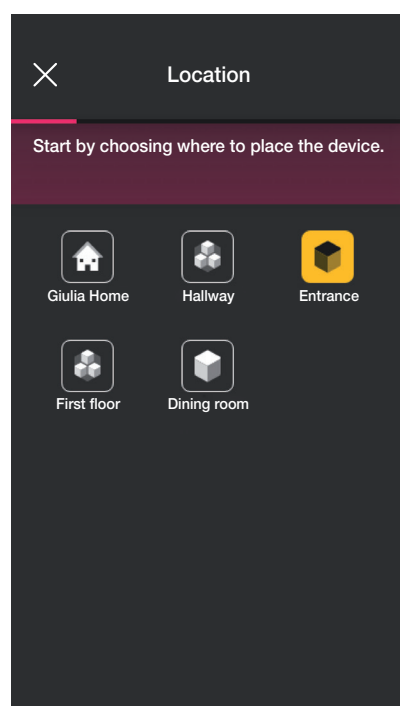 Location
Start by choosing where to place the device.
Giulia Home
Hallway
Entrance
First floor
Dining room